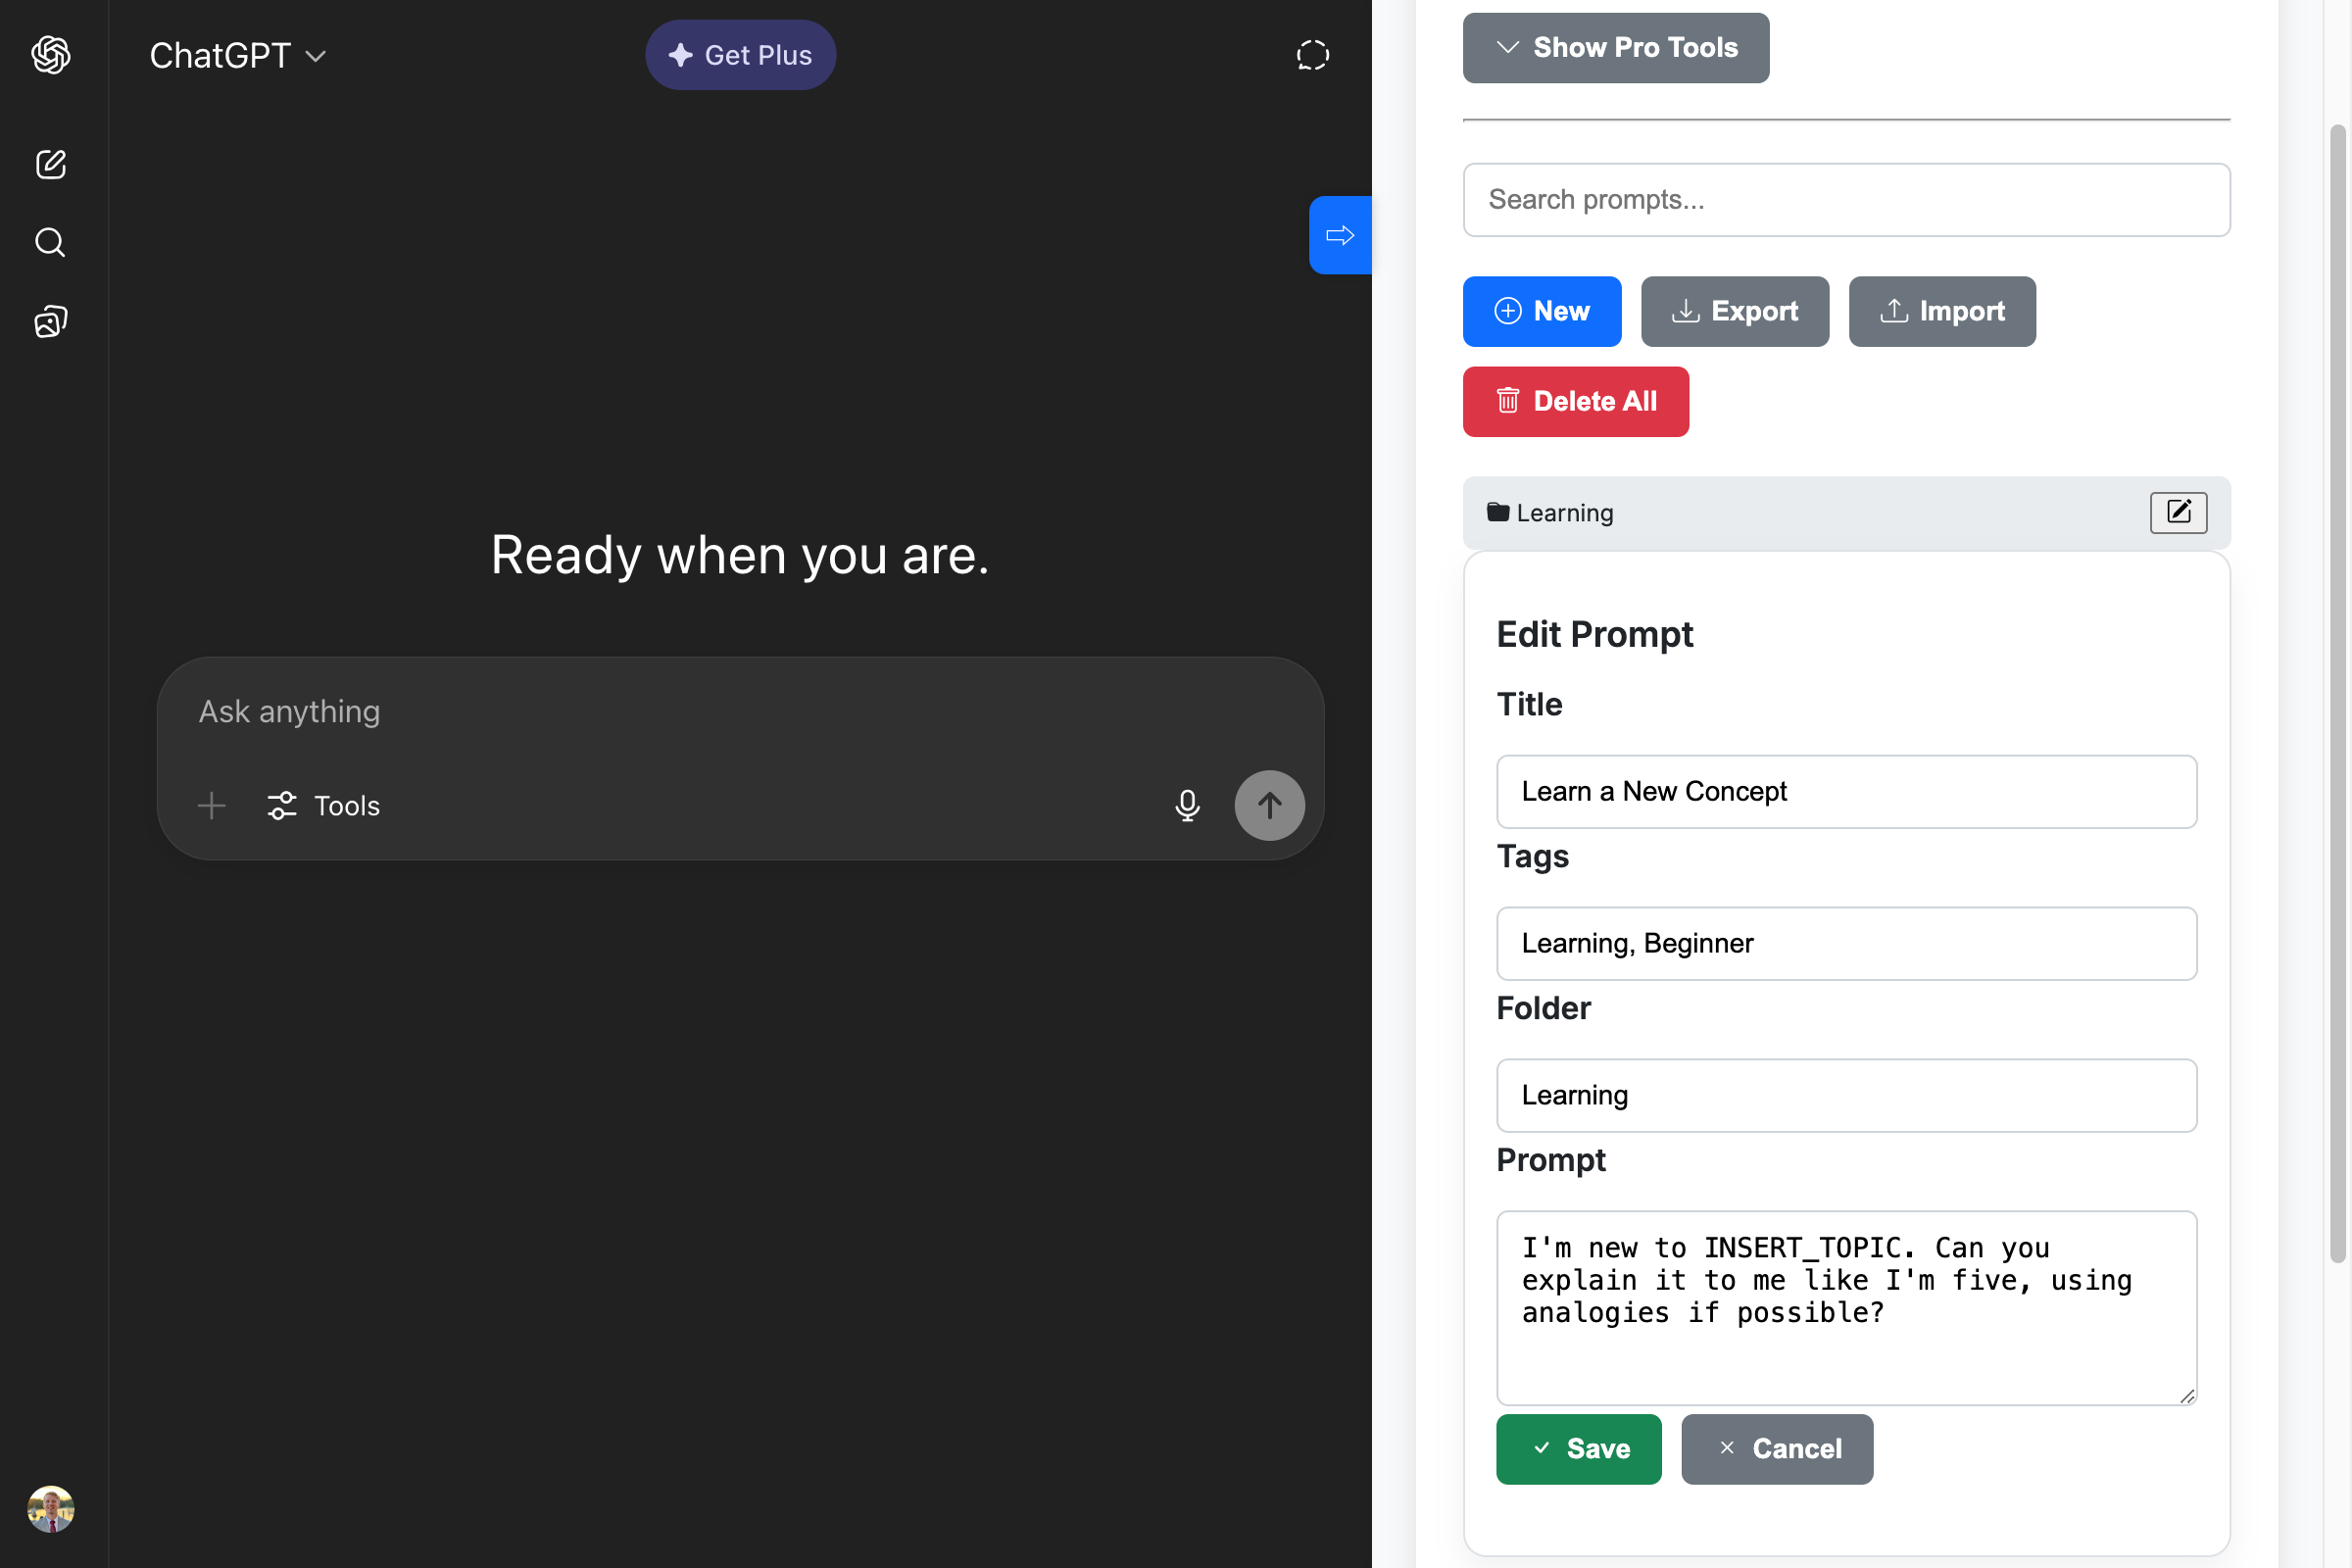 ChatGPT
Get Plus
Ready when you are.
Ask anything
Tools
Show Pro Tools
Search prompts...
New
Export
Import
Delete All
Learning
Edit Prompt
Title
Learn a New Concept
Tags
Learning, Beginner
Folder
Learning
Prompt
I'm new to INSERT_TOPIC. Can you
explain it to me like I'm five, using
analogies if possible?
Save
Cancel